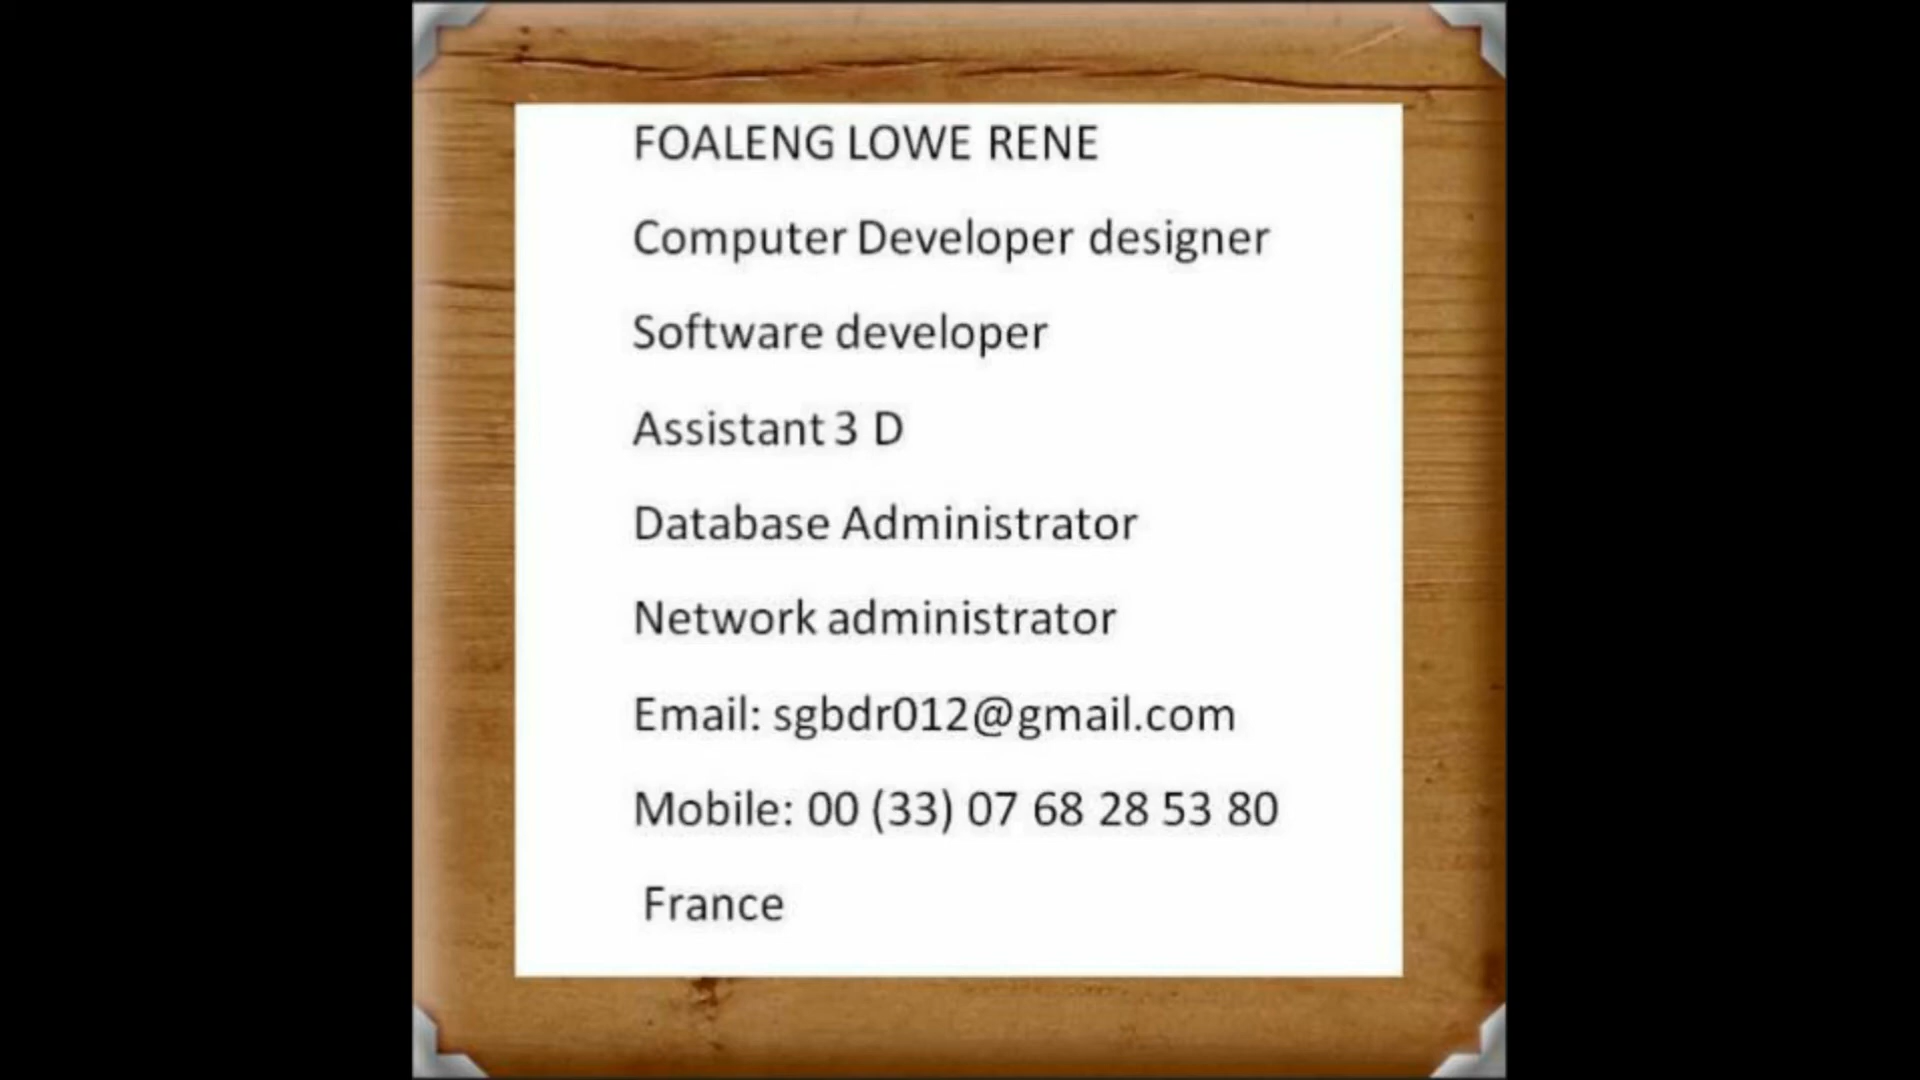 FOALENG LOWE RENE
Computer Developer designer
Software developer
Assistant 3 D
Database Administrator
Network administrator
Email: sgbdr012@gmail.com
Mobile: 00 (33) 07 68 28 53 80
France